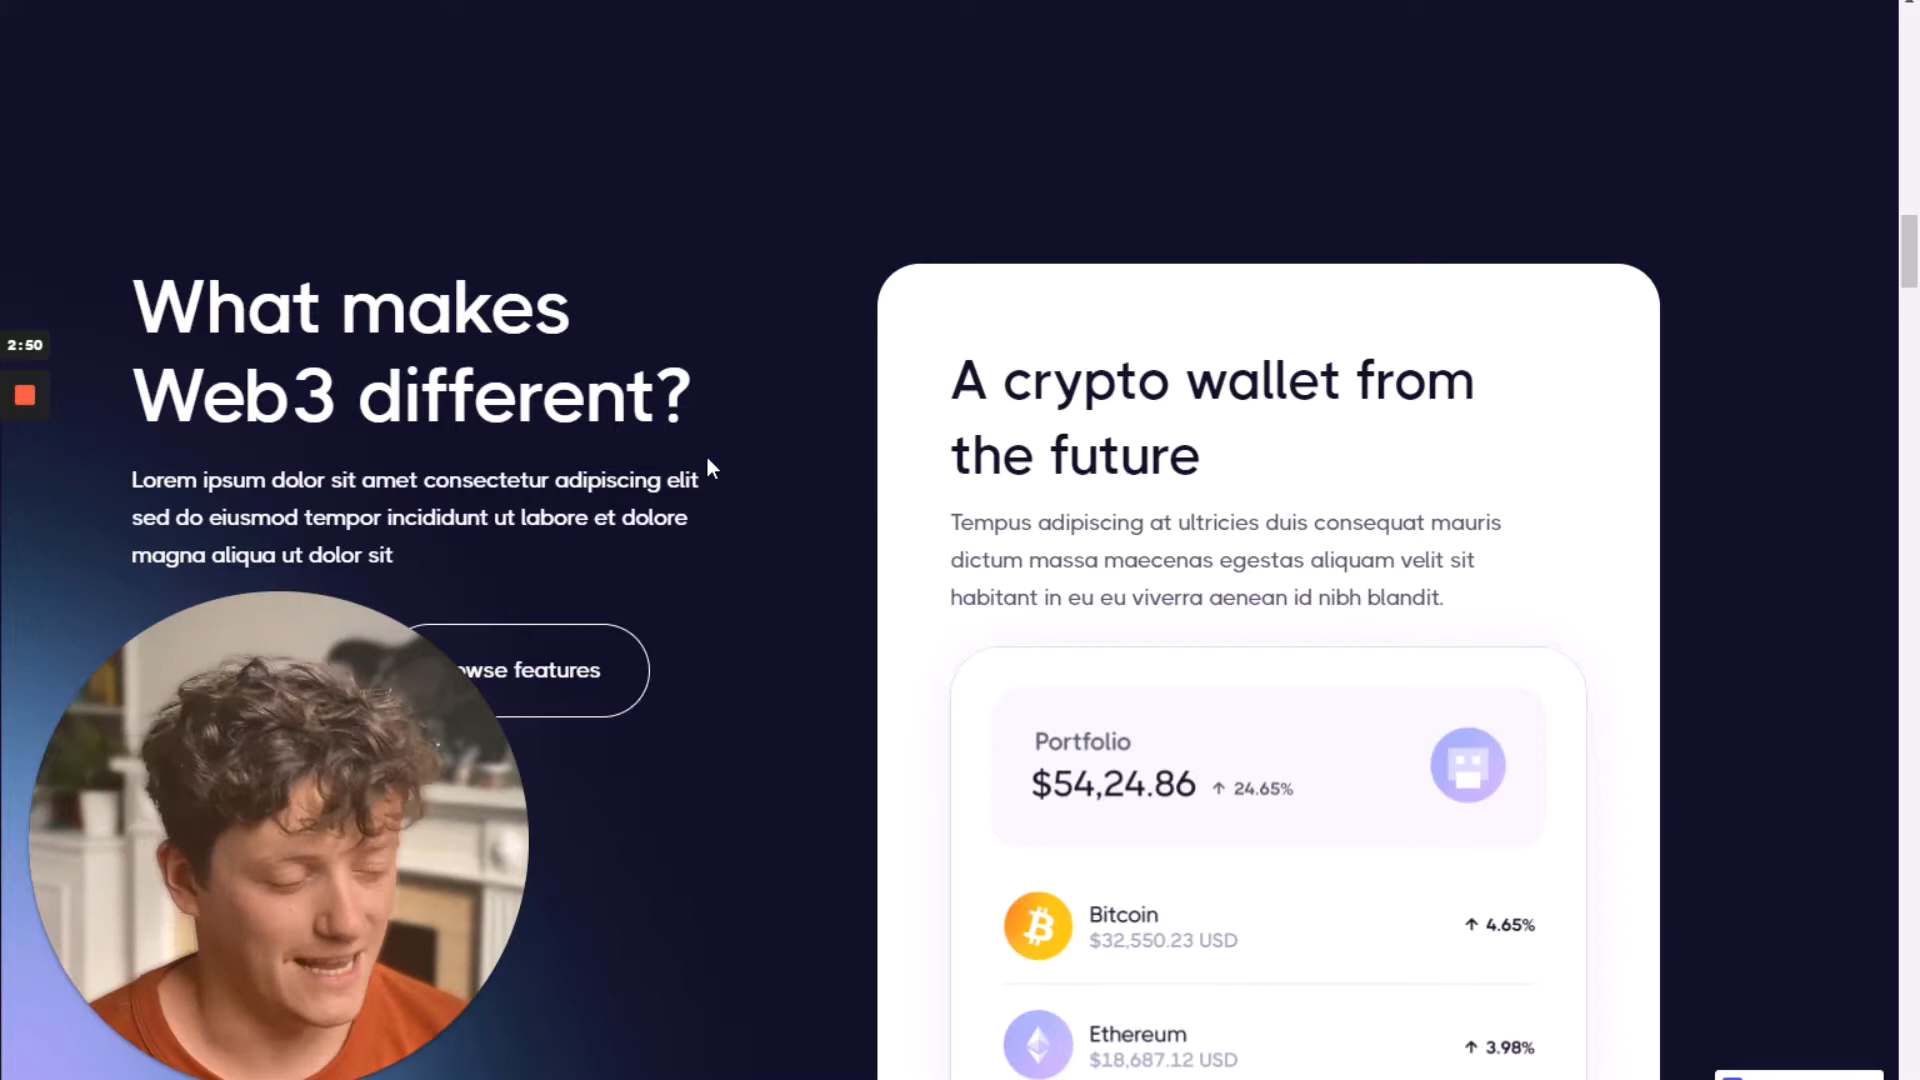 What makes
Web3 different?
2:50
Lorem ipsum dolor sit amet consectetur adipiscing elit
sed do eiusmod tempor incididunt ut labore et dolore
magna aliqua ut dolor sit
owse features
A crypto wallet from
the future
Tempus adipiscing at ultricies duis consequat mauris
dictum massa maecenas egestas aliquam velit sit
habitant in eu eu viverra aenean id nibh blandit.
Portfolio
$54,24.86 ↑ 24.65%
Bitcoin
$32,550.23 USD
↑ 4.65%
Ethereum
$18,687.12 USD
↑ 3.98%